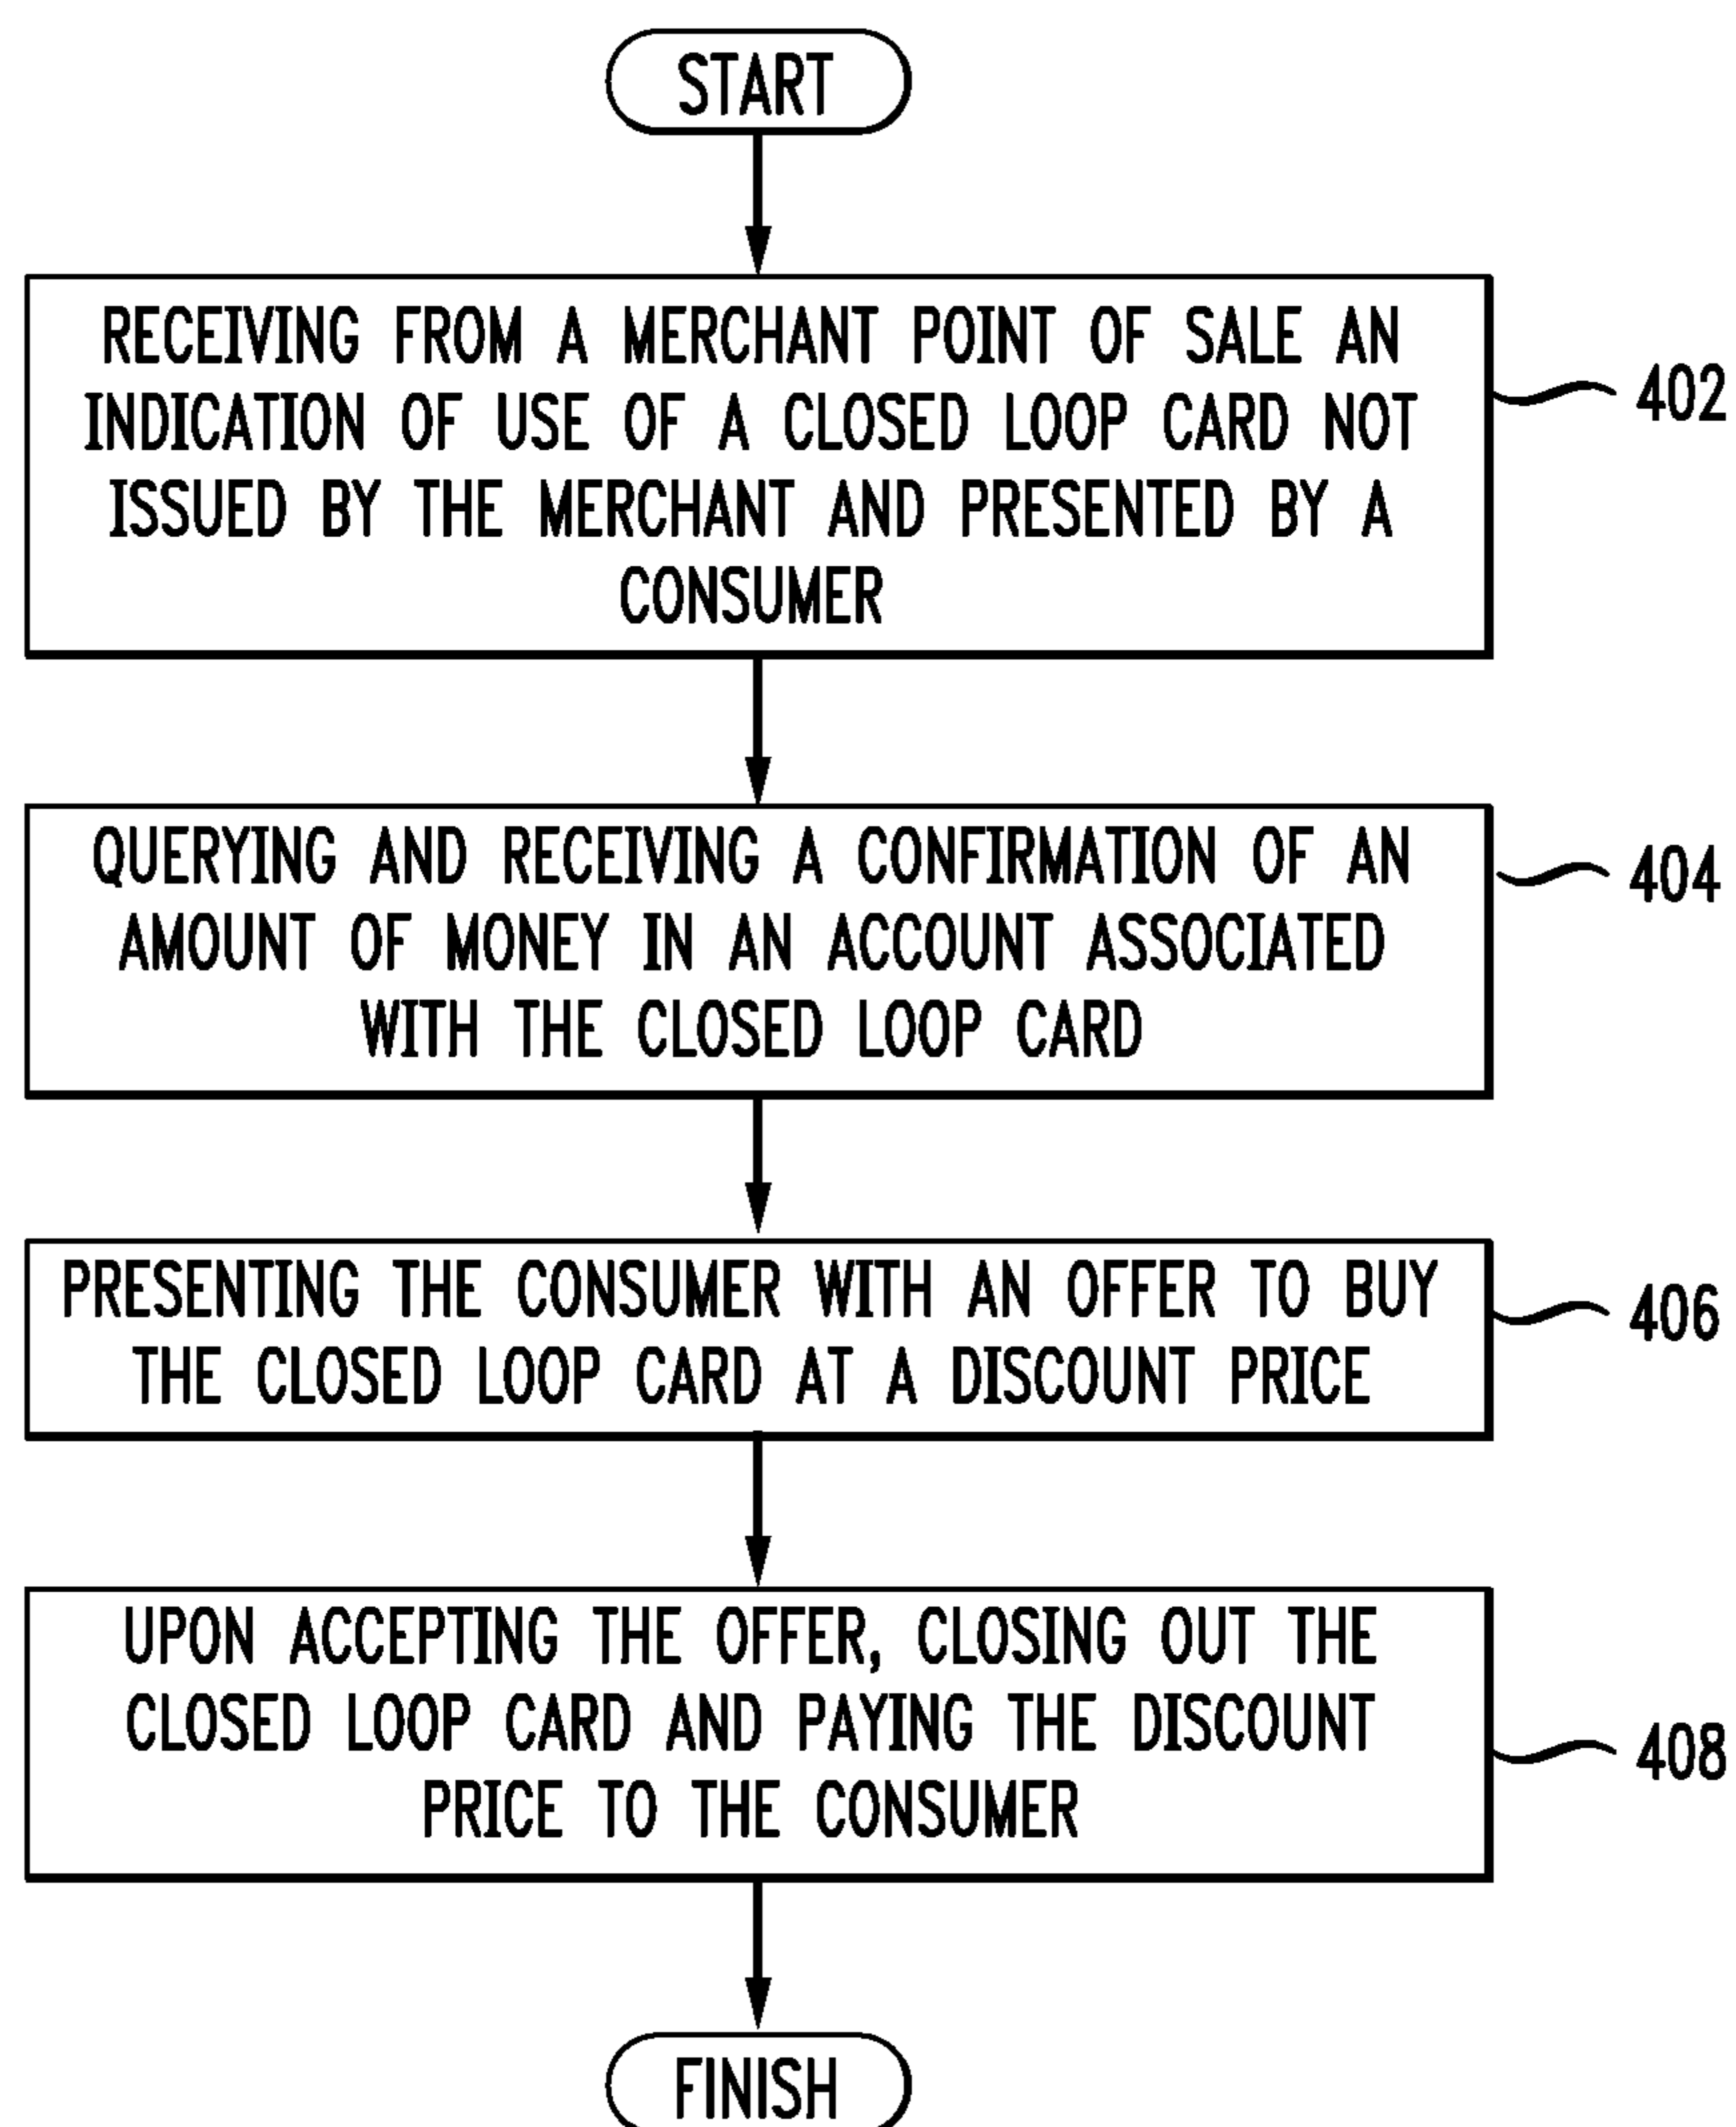 START
RECEIVING FROM A MERCHANT POINT OF SALE AN
INDICATION OF USE OF A CLOSED LOOP CARD NOT
ISSUED BY THE MERCHANT AND PRESENTED BY A
CONSUMER
402
QUERYING AND RECEIVING A CONFIRMATION OF AN
AMOUNT OF MONEY IN AN ACCOUNT ASSOCIATED
WITH THE CLOSED LOOP CARD
404
PRESENTING THE CONSUMER WITH AN OFFER TO BUY
THE CLOSED LOOP CARD AT A DISCOUNT PRICE
406
UPON ACCEPTING THE OFFER, CLOSING OUT THE
CLOSED LOOP CARD AND PAYING THE DISCOUNT
PRICE TO THE CONSUMER
408
FINISH